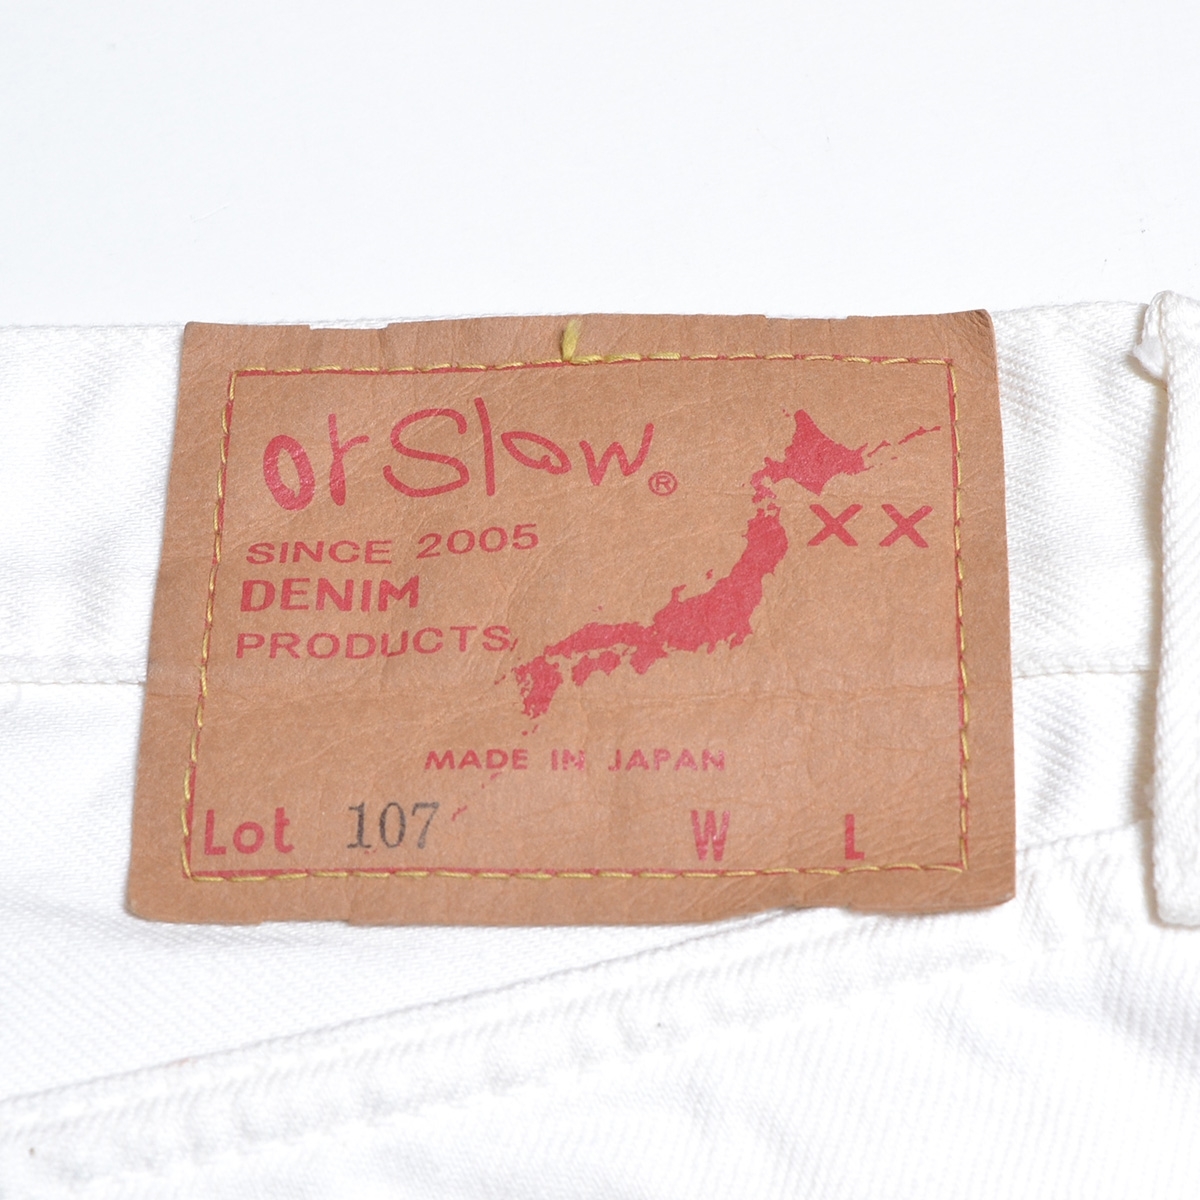 orSlow®
XX
SINCE 2005
DENIM
PRODUCTS
MADE IN JAPAN
Lot 107 W L